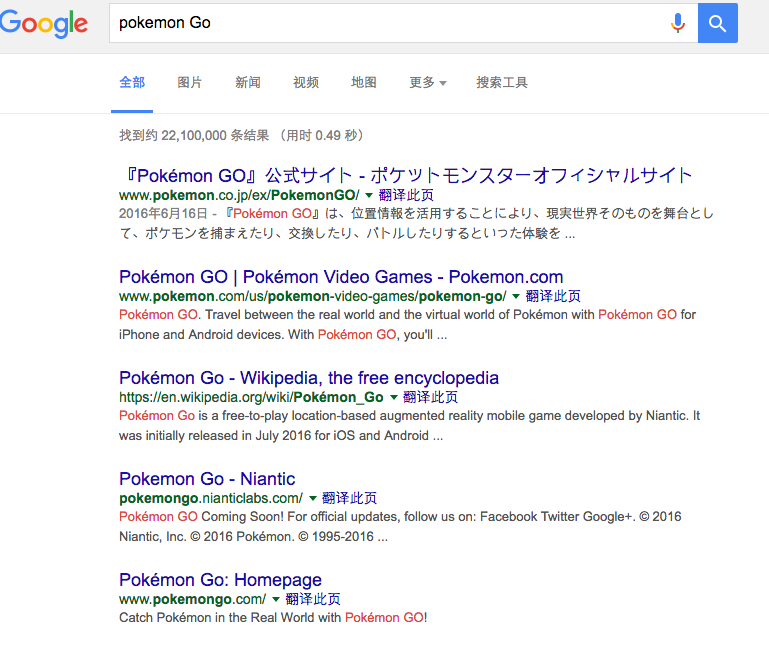 Google
pokemon Go
全部 图片 新闻 视频 地图 更多 搜索工具
找到约 22,100,000 条结果 （用时 0.49 秒）
『Pokémon GO』公式サイト - ポケットモンスターオフィシャルサイト
www.pokemon.co.jp/ex/PokemonGO/ 翻译此页
2016年6月16日 - 『Pokémon GO』は、位置情報を活用することにより、現実世界そのものを舞台とし
て、ポケモンを捕まえたり、交換したり、バトルしたりするといった体験を ...
Pokémon GO | Pokémon Video Games - Pokemon.com
www.pokemon.com/us/pokemon-video-games/pokemon-go/ 翻译此页
Pokémon GO. Travel between the real world and the virtual world of Pokémon with Pokémon GO for
iPhone and Android devices. With Pokémon GO, you'll ...
Pokémon Go - Wikipedia, the free encyclopedia
https://en.wikipedia.org/wiki/Pokémon_Go 翻译此页
Pokémon Go is a free-to-play location-based augmented reality mobile game developed by Niantic. It
was initially released in July 2016 for iOS and Android ...
Pokemon Go - Niantic
pokemongo.nianticlabs.com/ 翻译此页
Pokémon GO Coming Soon! For official updates, follow us on: Facebook Twitter Google+. © 2016
Niantic, Inc. © 2016 Pokémon. © 1995-2016 ...
Pokémon Go: Homepage
www.pokemongo.com/ 翻译此页
Catch Pokémon in the Real World with Pokémon GO!